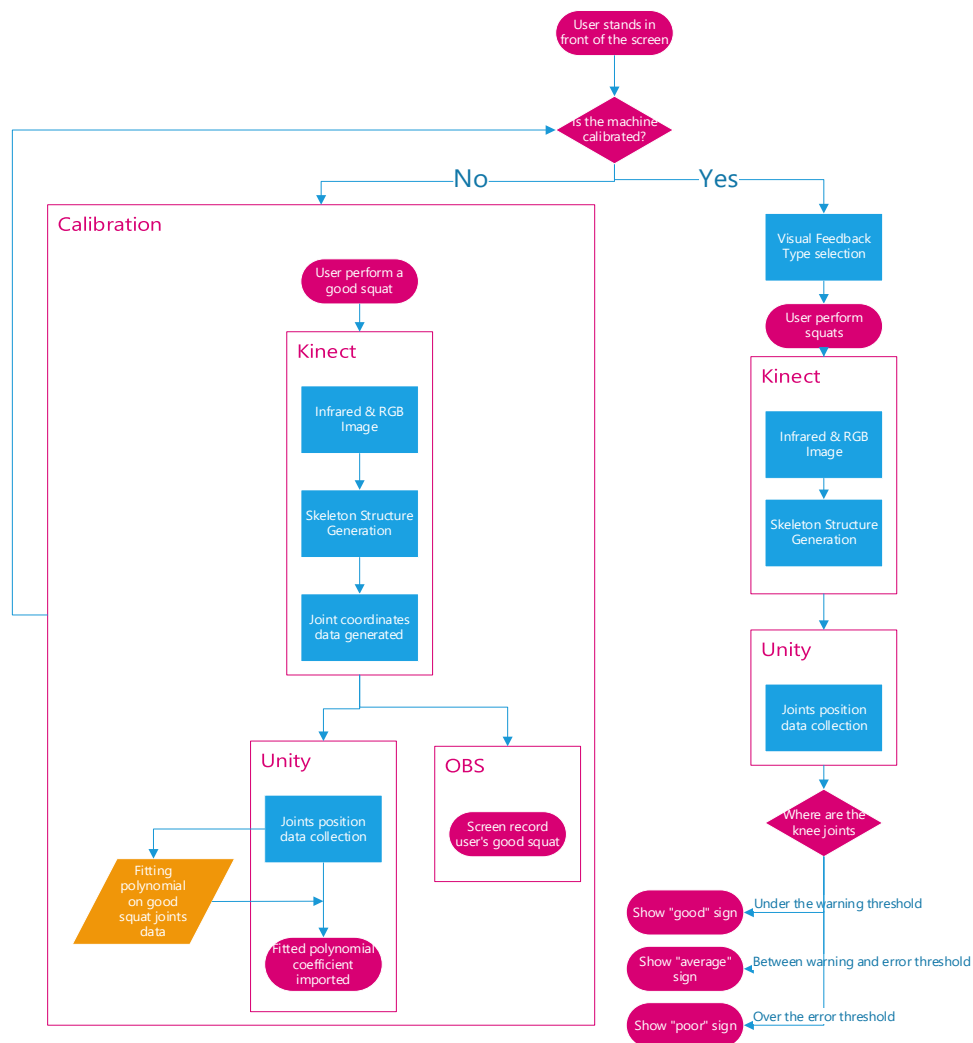 User stands in
front of the screen
Is the machine
calibrated?
No
Yes
Calibration
User perform a
good squat
Kinect
Infrared & RGB
Image
Skeleton Structure
Generation
Joint coordinates
data generated
Unity
Joints position
data collection
Fitting
polynomial
on good
squat joints
data
Fitted polynomial
coefficient
imported
OBS
Screen record
user's good squat
Visual Feedback
Type selection
User perform
squats
Kinect
Infrared & RGB
Image
Skeleton Structure
Generation
Unity
Joints position
data collection
Where are the
knee joints
Under the warning threshold
Show "good" sign
Between warning and error threshold
Show "average"
sign
Over the error threshold
Show "poor" sign